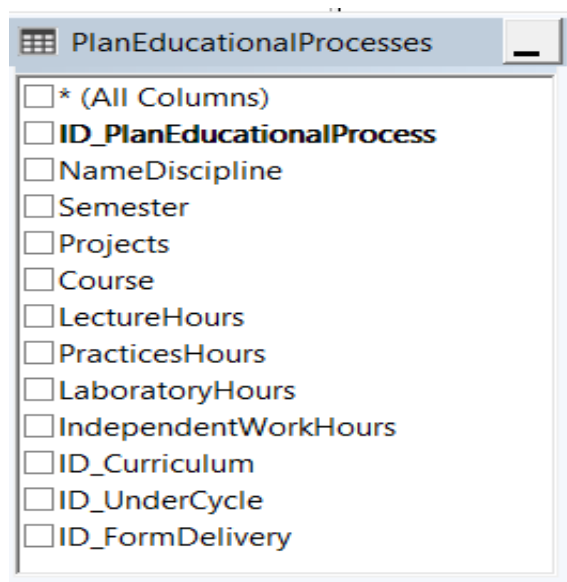 PlanEducationalProcesses
* (All Columns)
ID_PlanEducationalProcess
NameDiscipline
Semester
Projects
Course
LectureHours
PracticesHours
LaboratoryHours
IndependentWorkHours
ID_Curriculum
ID_UnderCycle
ID_FormDelivery